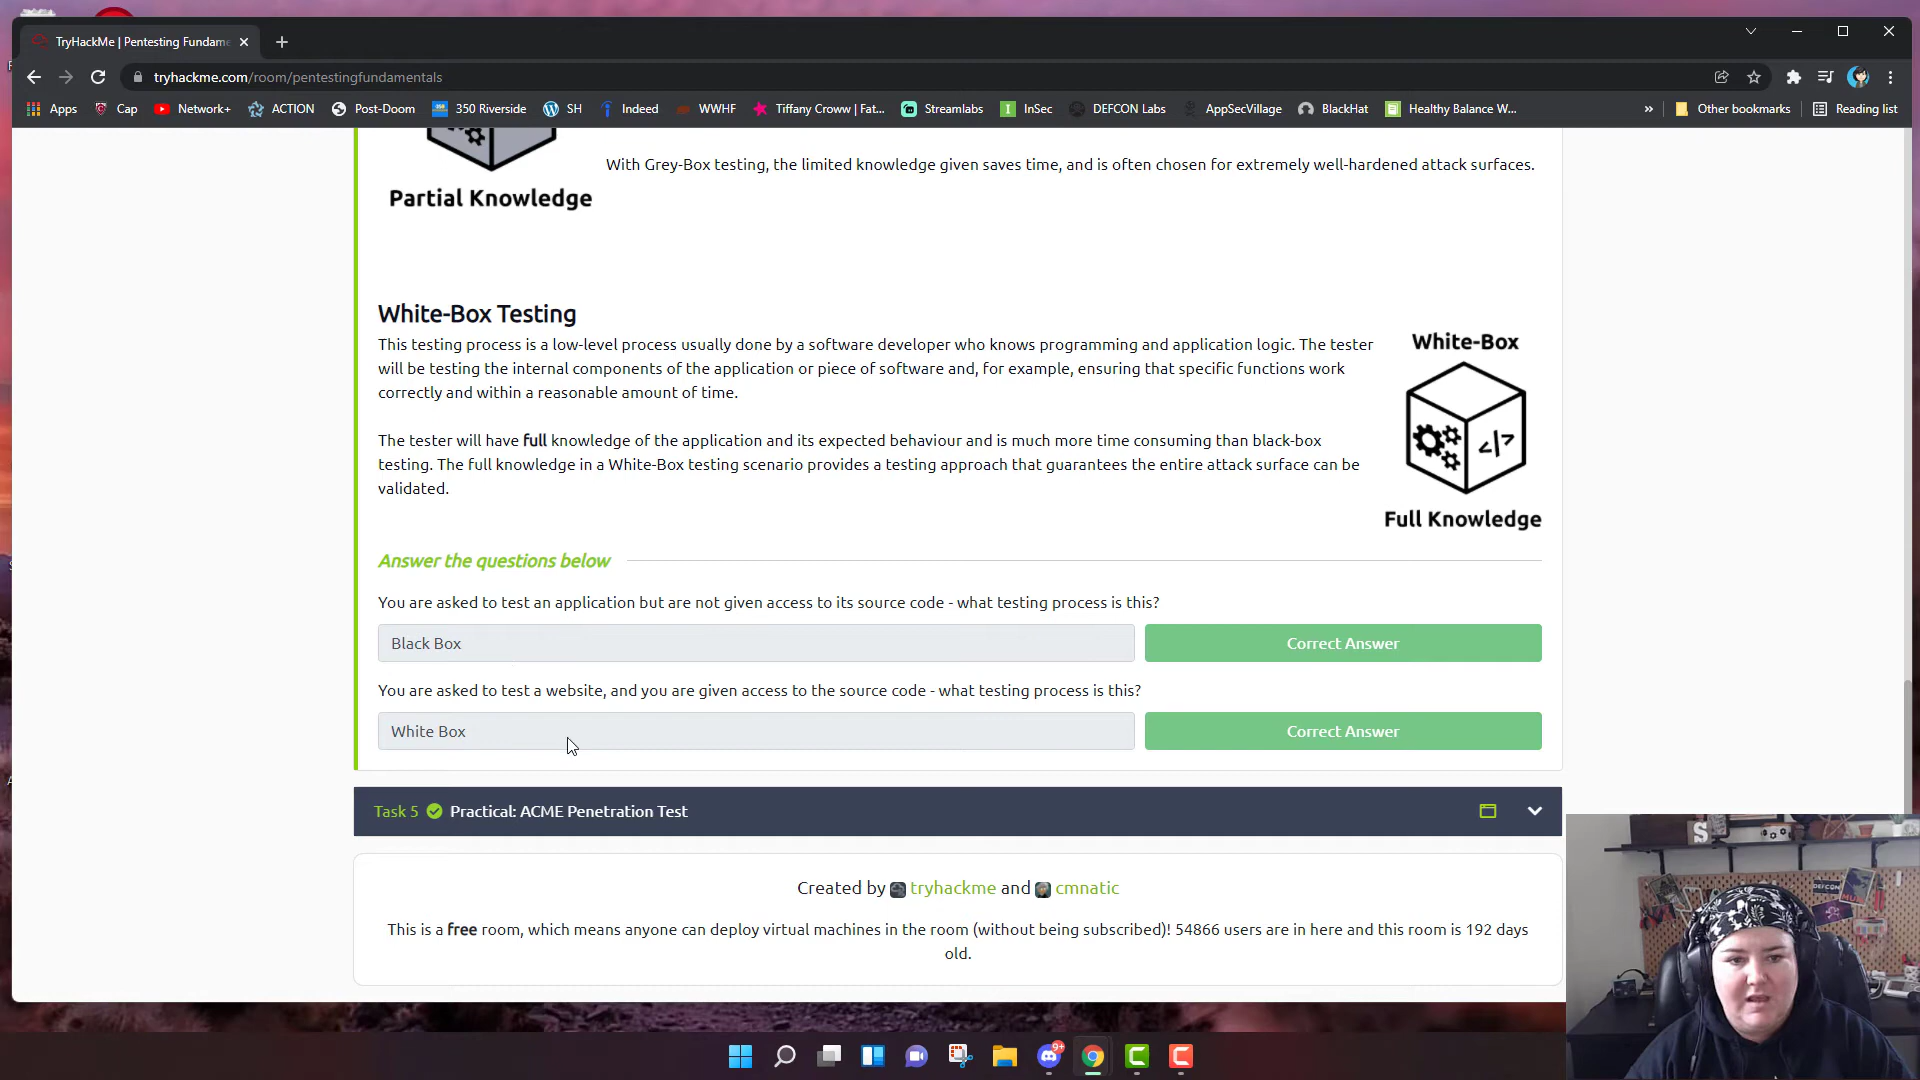 TryHackMe | Pentesting Fundame
tryhackme.com/room/pentestingfundamentals
Apps
Cap
Network+
ACTION
Post-Doom
350 Riverside
SH
Indeed
WWHF
Tiffany Croww | Fat...
Streamlabs
InSec
DEFCON Labs
AppSecVillage
BlackHat
Healthy Balance W...
»
Other bookmarks
Reading list
With Grey-Box testing, the limited knowledge given saves time, and is often chosen for extremely well-hardened attack surfaces.
Partial Knowledge
White-Box Testing
This testing process is a low-level process usually done by a software developer who knows programming and application logic. The tester
will be testing the internal components of the application or piece of software and, for example, ensuring that specific functions work
correctly and within a reasonable amount of time.
The tester will have full knowledge of the application and its expected behaviour and is much more time consuming than black-box
testing. The full knowledge in a White-Box testing scenario provides a testing approach that guarantees the entire attack surface can be
validated.
White-Box
</>
Full Knowledge
Answer the questions below
You are asked to test an application but are not given access to its source code - what testing process is this?
Black Box
Correct Answer
You are asked to test a website, and you are given access to the source code - what testing process is this?
White Box
Correct Answer
Task 5 Practical: ACME Penetration Test
Created by tryhackme and cmnatic
This is a free room, which means anyone can deploy virtual machines in the room (without being subscribed)! 54866 users are in here and this room is 192 days
old.
S
DEFCON
9+